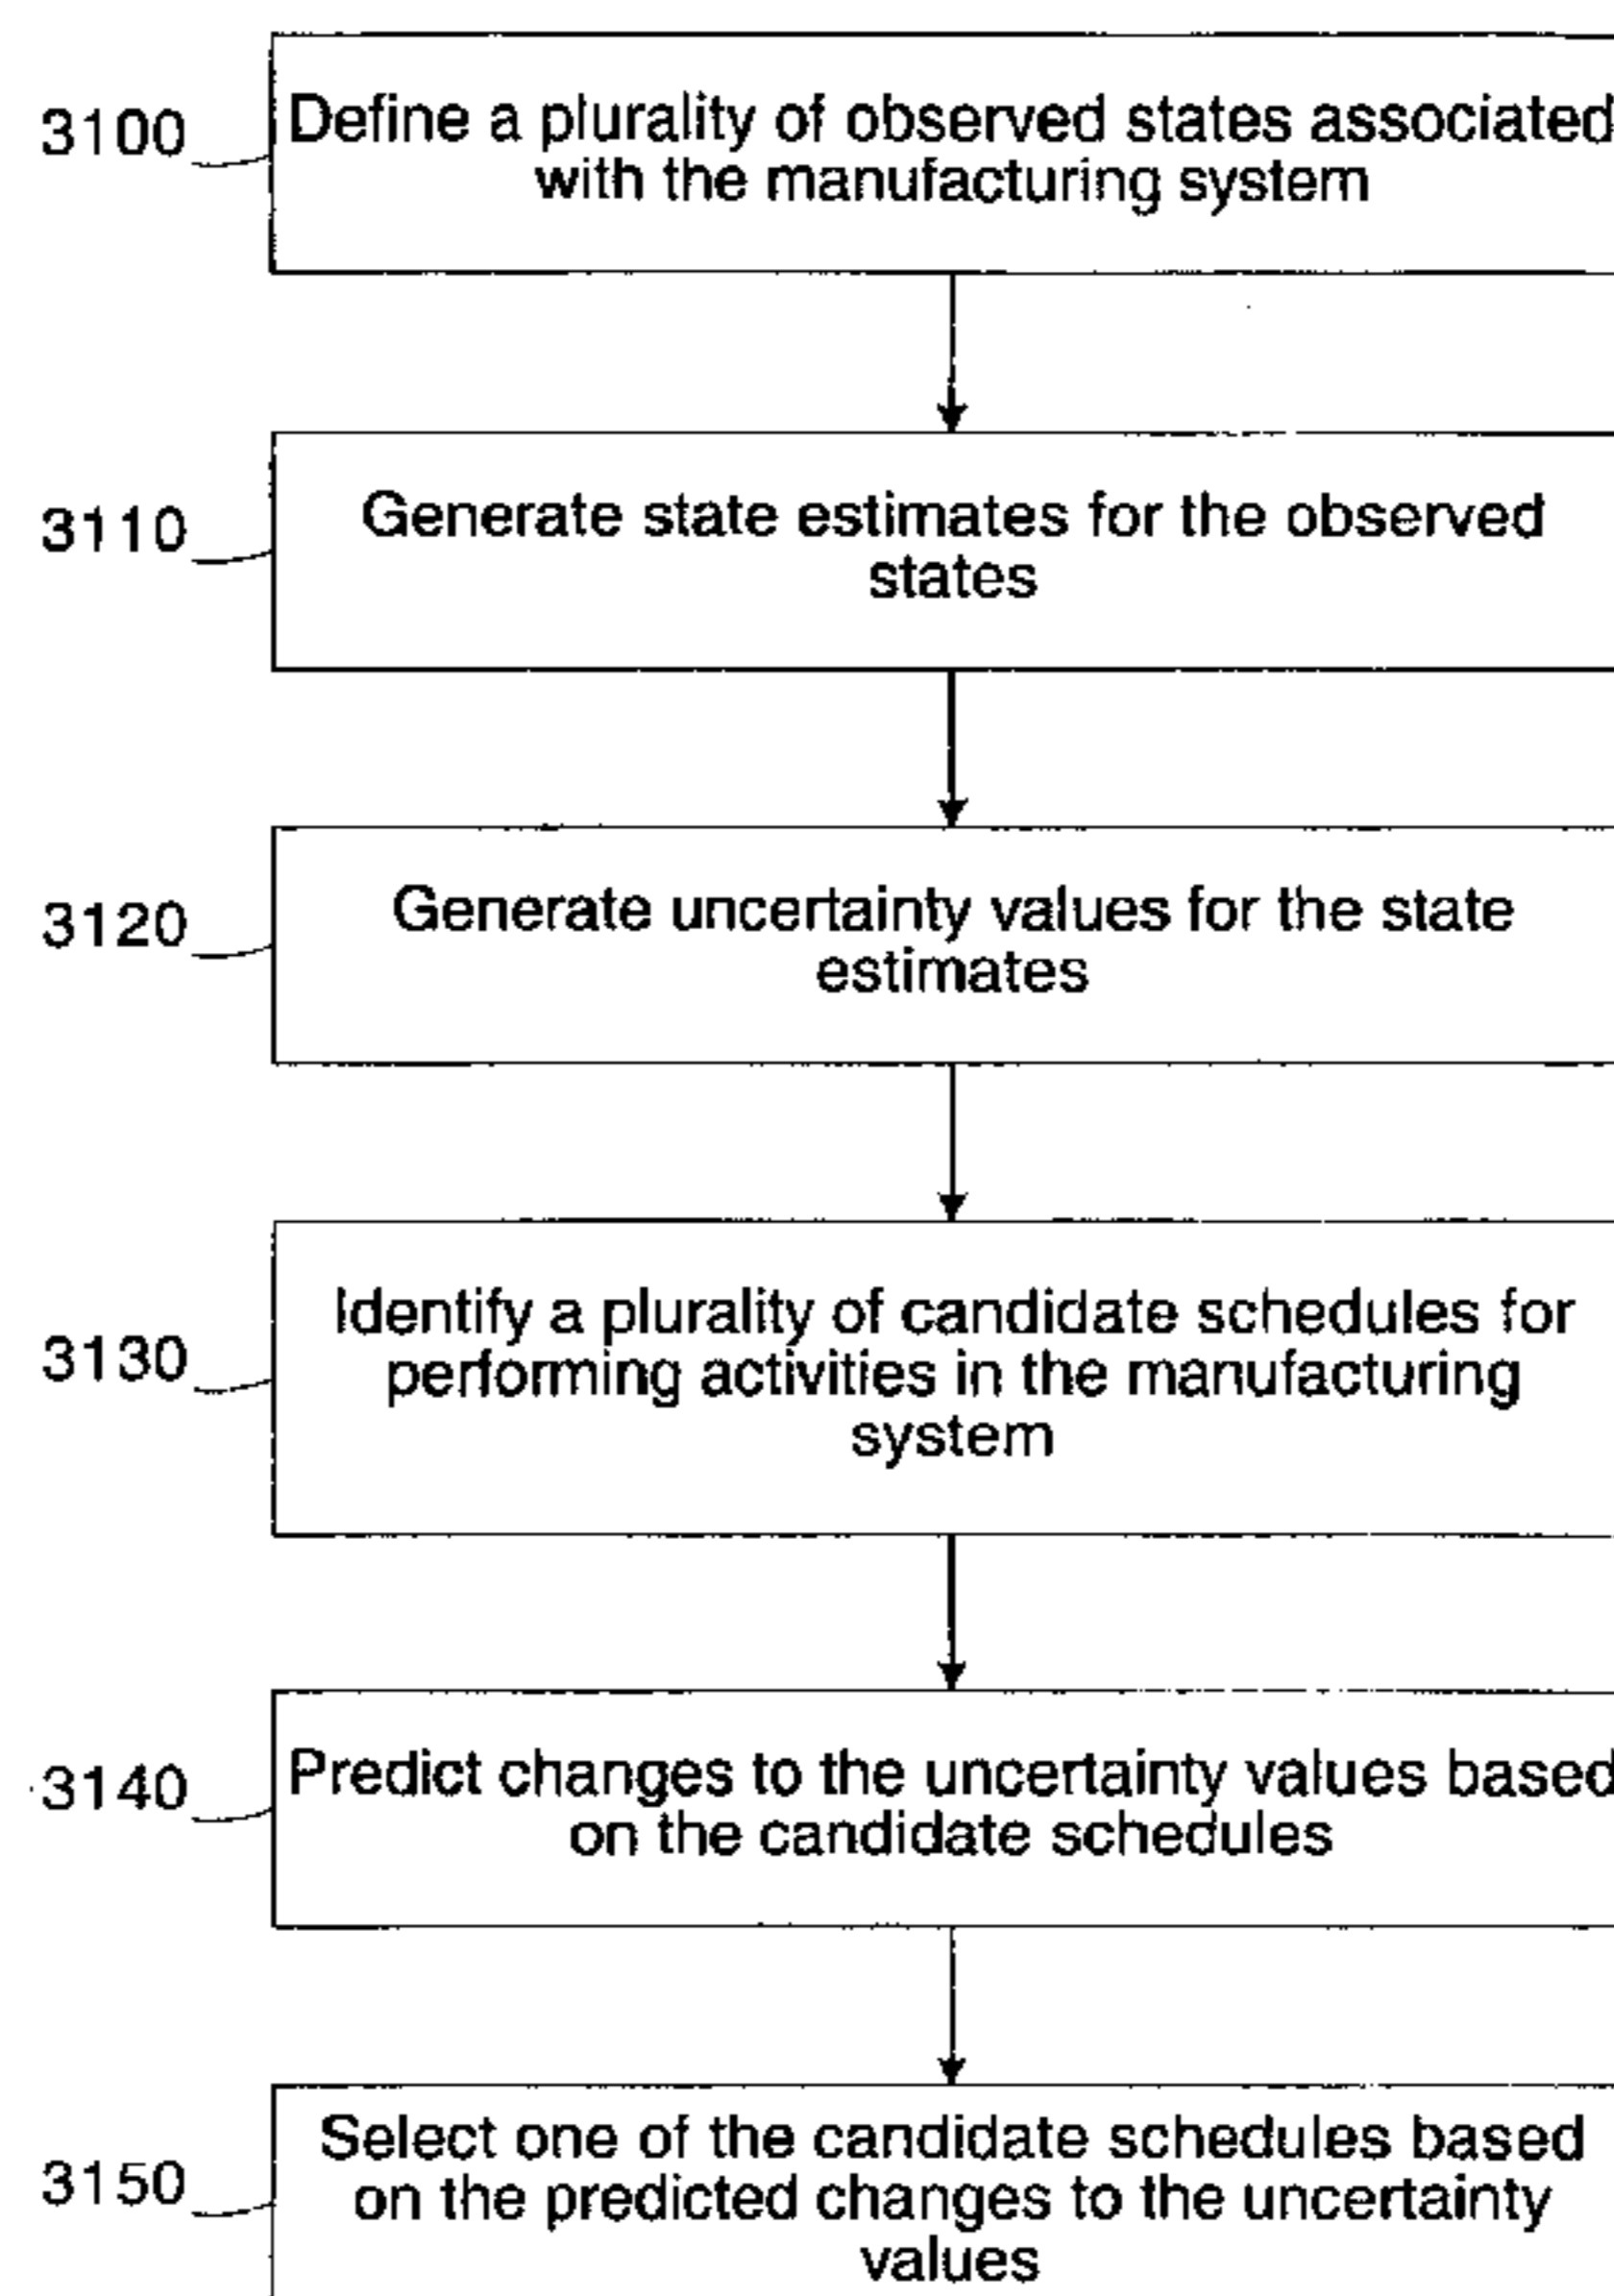 3100
Define a plurality of observed states associated
with the manufacturing system
3110
Generate state estimates for the observed
states
3120
Generate uncertainty values for the state
estimates
3130
Identify a plurality of candidate schedules for
performing activities in the manufacturing
system
3140
Predict changes to the uncertainty values based
on the candidate schedules
3150
Select one of the candidate schedules based
on the predicted changes to the uncertainty
values